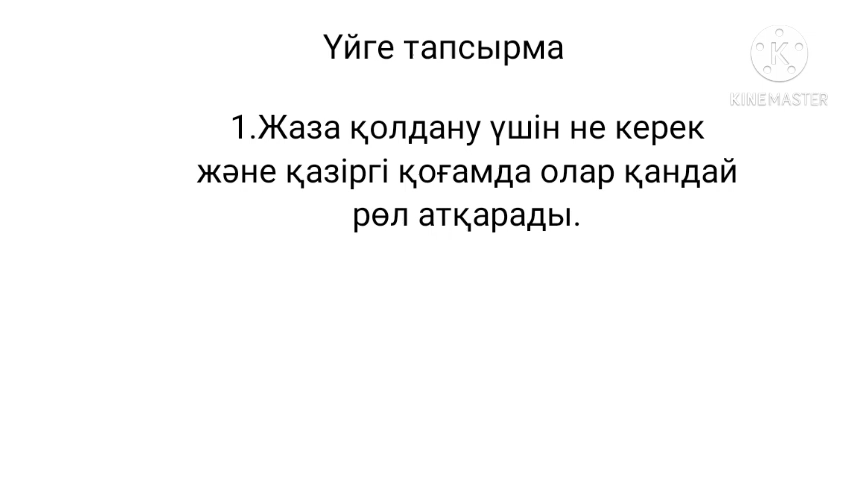 Үйге тапсырма
KINEMASTER
1.Жаза қолдану үшін не керек
және қазіргі қоғамда олар қандай
рөл атқарады.